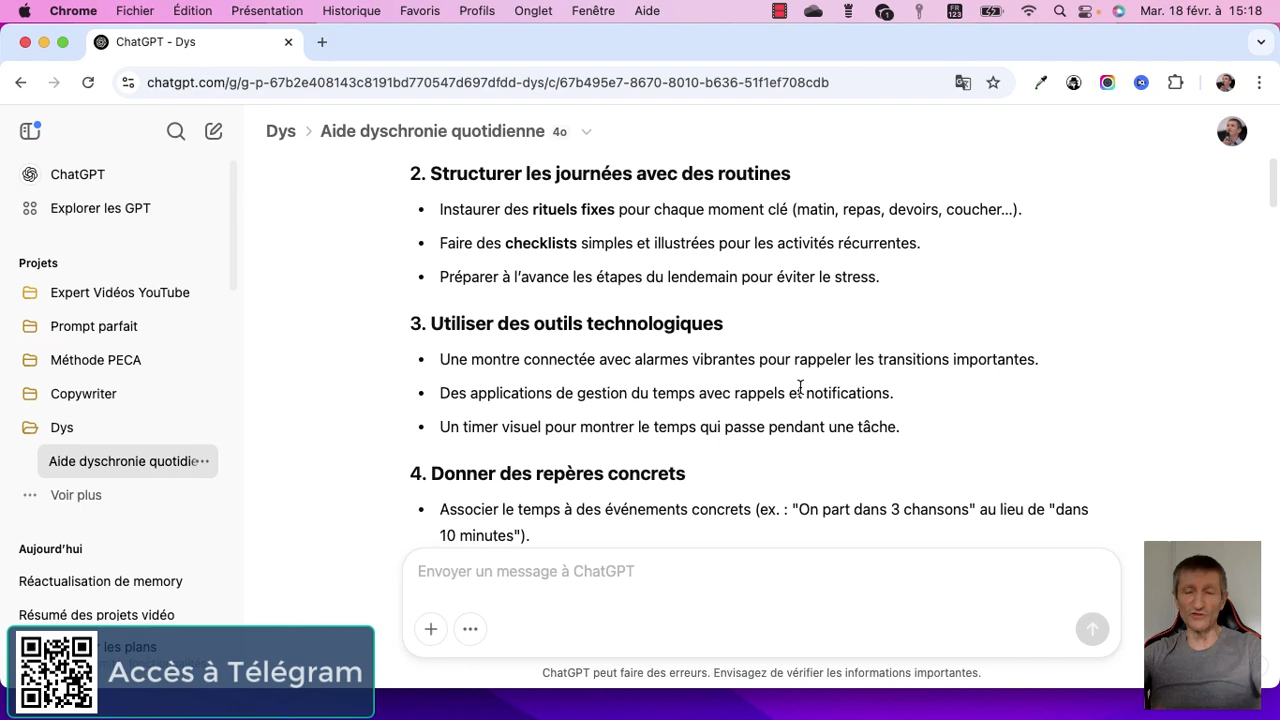 Chrome Fichier Édition Présentation Historique Favoris Profils Onglet Fenêtre Aide
1 FR 123 Mar. 18 févr. à 15:18
ChatGPT - Dys
chatgpt.com/g/g-p-67b2e408143c8191bd770547d697dfdd-dys/c/67b495e7-8670-8010-b636-51f1ef708cdb
Dys > Aide dyschronie quotidienne 4o
ChatGPT
Explorer les GPT
Projets
Expert Vidéos YouTube
Prompt parfait
Méthode PECA
Copywriter
Dys
Aide dyschronie quotidie
Voir plus
Aujourd’hui
Réactualisation de memory
Résumé des projets vidéo
les plans
2. Structurer les journées avec des routines
• Instaurer des rituels fixes pour chaque moment clé (matin, repas, devoirs, coucher…).
• Faire des checklists simples et illustrées pour les activités récurrentes.
• Préparer à l’avance les étapes du lendemain pour éviter le stress.
3. Utiliser des outils technologiques
• Une montre connectée avec alarmes vibrantes pour rappeler les transitions importantes.
• Des applications de gestion du temps avec rappels et notifications.
• Un timer visuel pour montrer le temps qui passe pendant une tâche.
4. Donner des repères concrets
• Associer le temps à des événements concrets (ex. : "On part dans 3 chansons" au lieu de "dans
10 minutes").
Envoyer un message à ChatGPT
ChatGPT peut faire des erreurs. Envisagez de vérifier les informations importantes.
Accès à Télégram